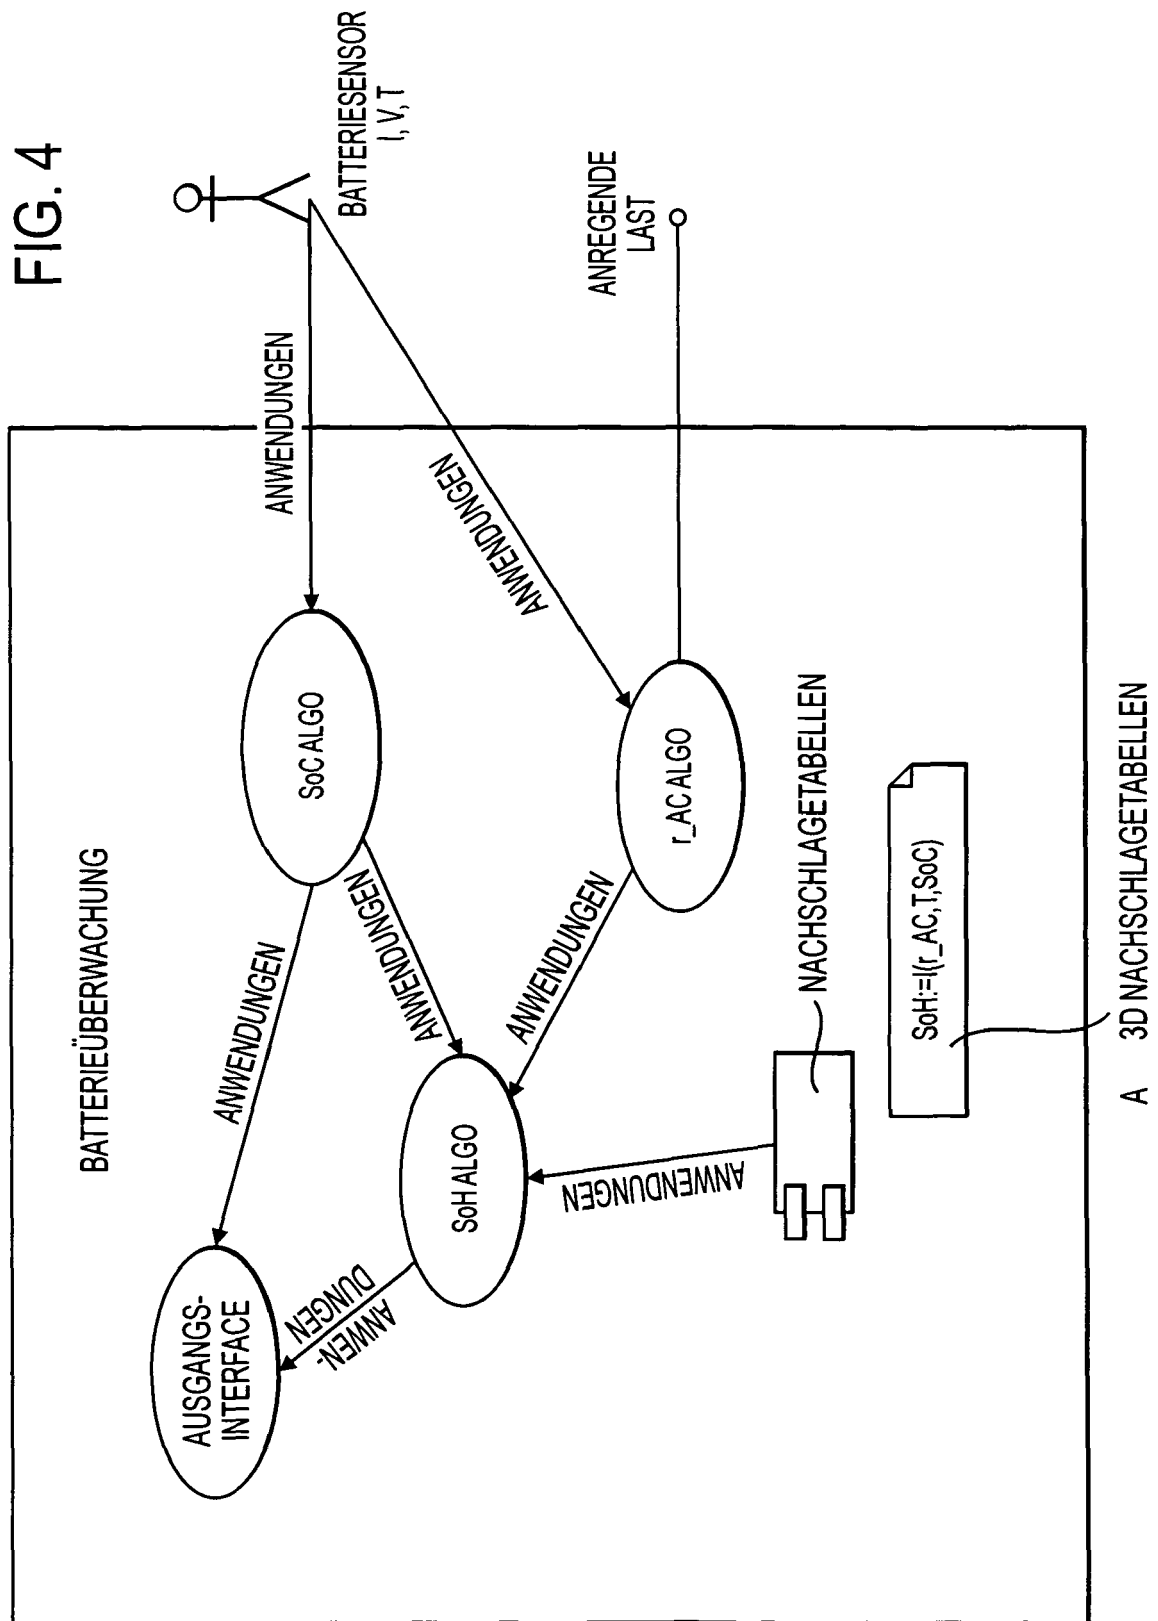 FIG. 4
BATTERIEÜBERWACHUNG
BATTERIESENSOR
I, V, T
ANWENDUNGEN
ANWENDUNGEN
ANREGENDE
LAST
SoC ALGO
r_AC ALGO
ANWENDUNGEN
ANWENDUNGEN
ANWENDUNGEN
AUSGANGS-
INTERFACE
SoH ALGO
ANWEN-
DUNGEN
ANWENDUNGEN
NACHSCHLAGETABELLEN
SoH:=I(r_AC,T,SoC)
A
3D NACHSCHLAGETABELLEN